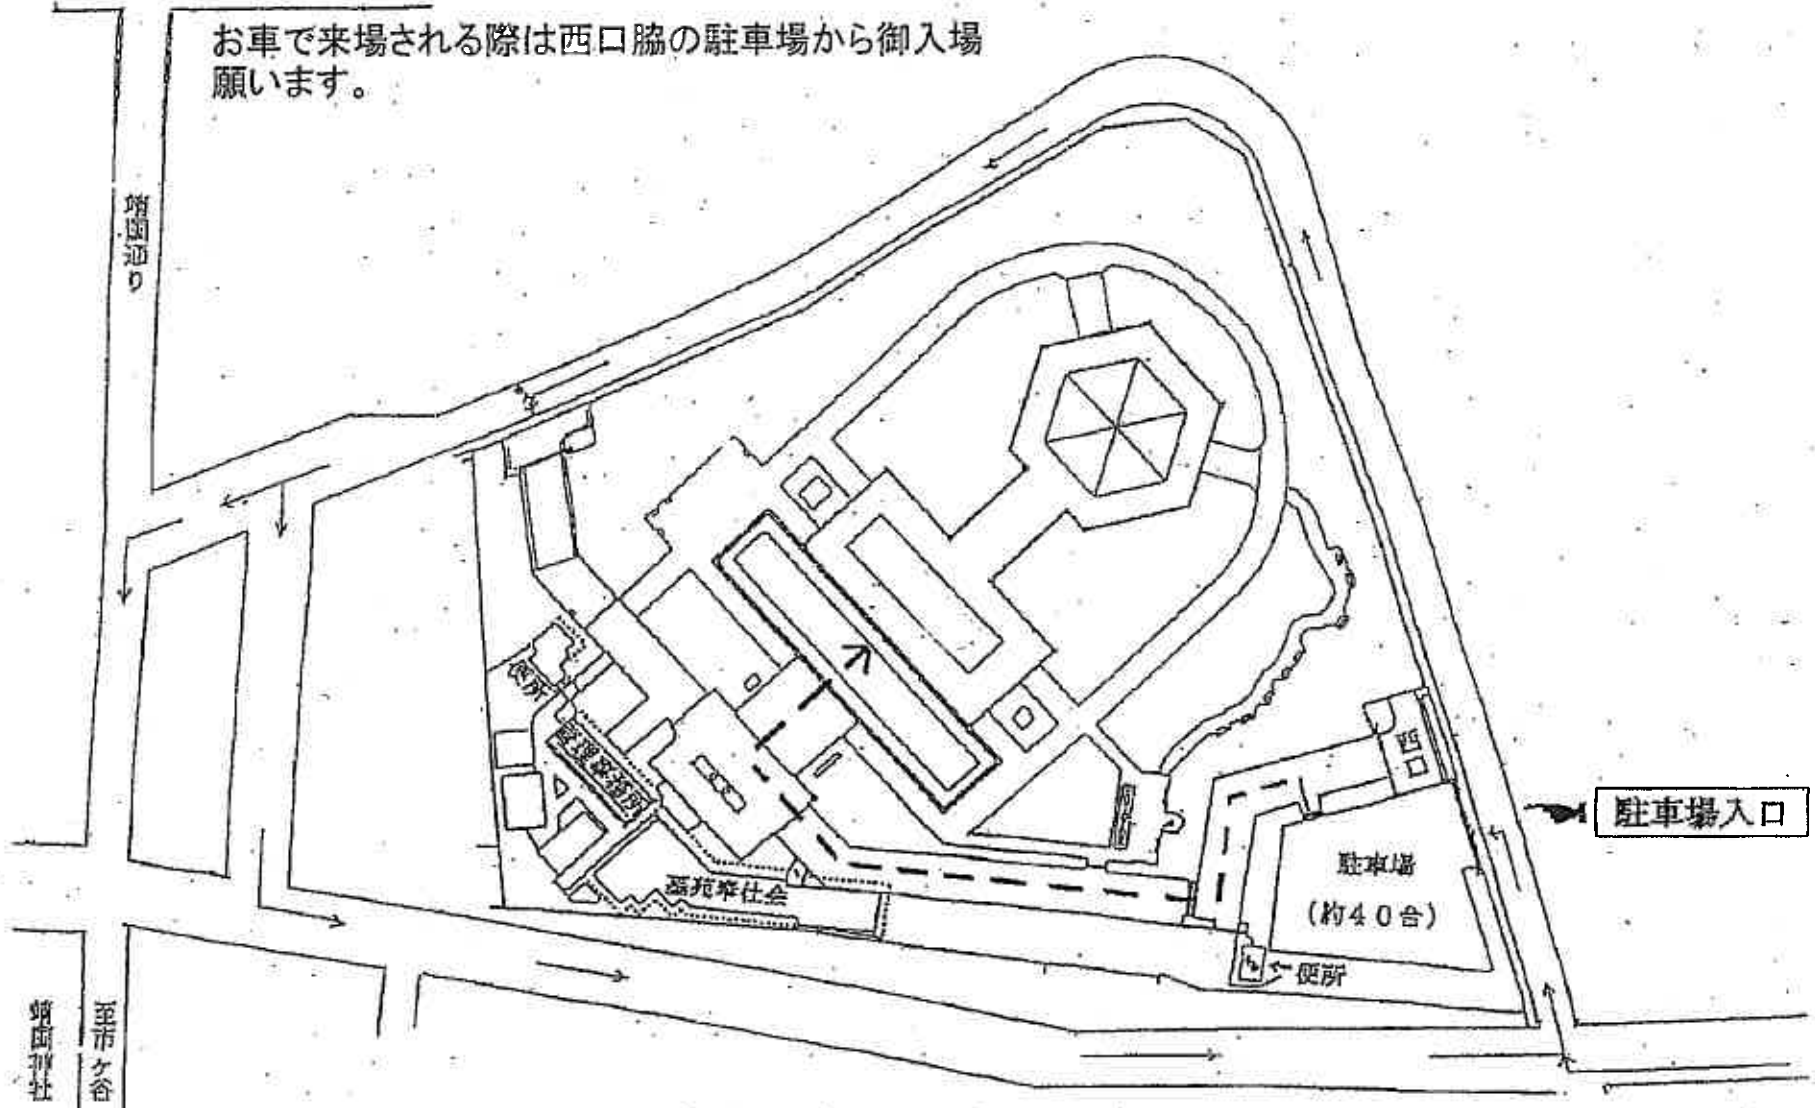 お車で来場される際は西口脇の駐車場から御入場
願います。
靖国通り
便所
管理事務所
墓苑奉仕会
西口
駐車場入口
駐車場
(約40台)
便所
靖国神社
至市ケ谷